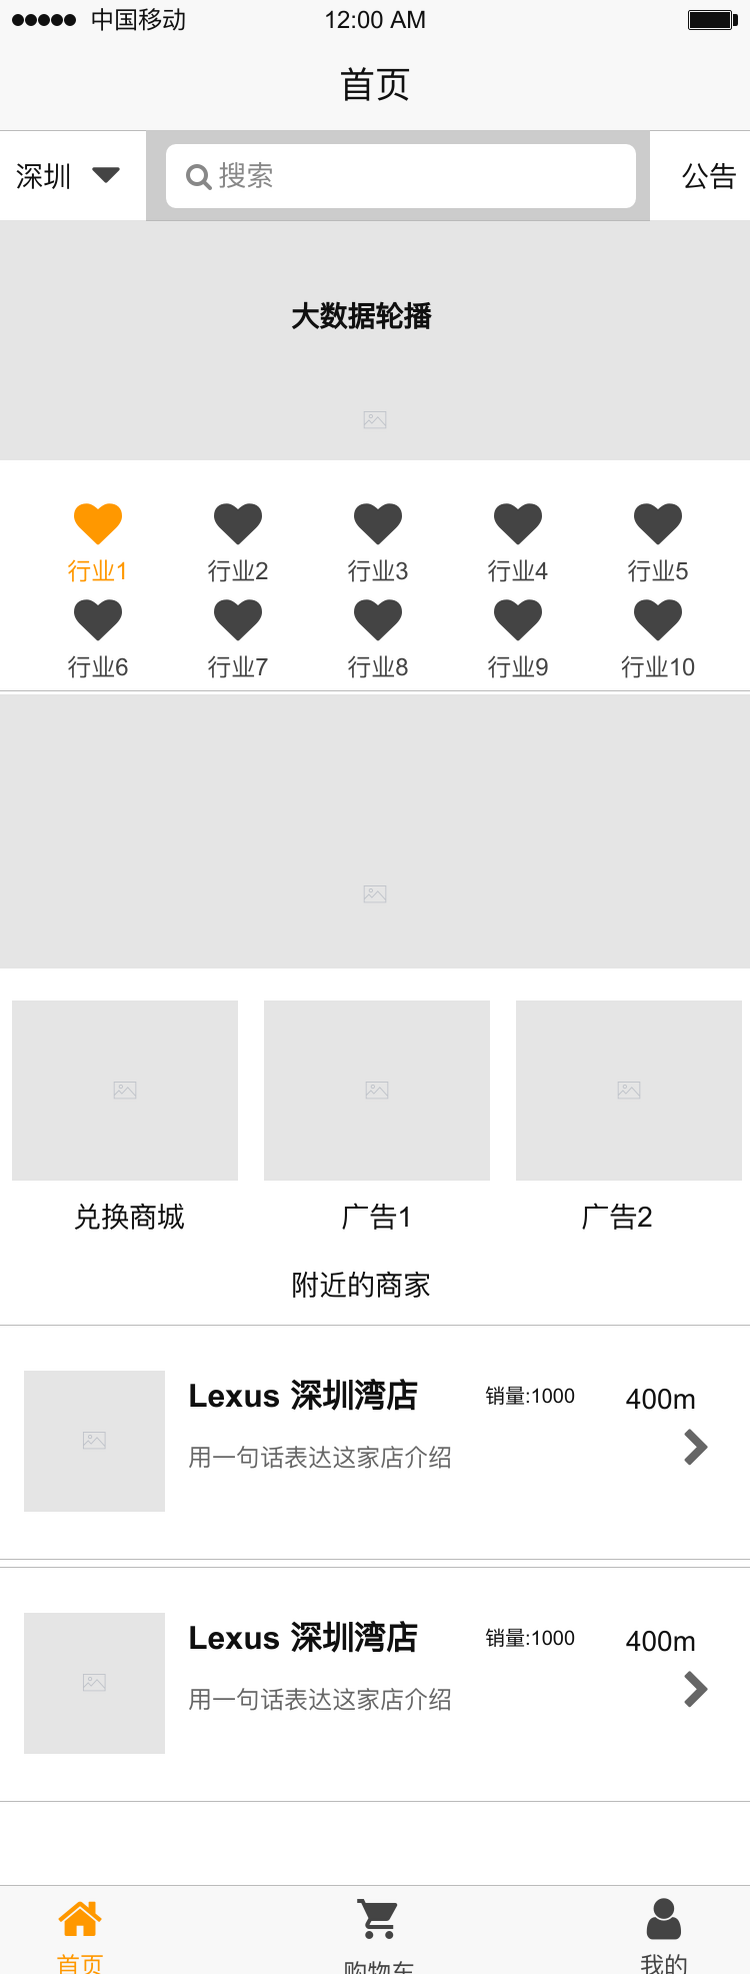 中国移动 12:00 AM
首页
深圳 搜索 公告
大数据轮播
行业1 行业2 行业3 行业4 行业5
行业6 行业7 行业8 行业9 行业10
兑换商城 广告1 广告2
附近的商家
Lexus 深圳湾店 销量:1000 400m
用一句话表达这家店介绍
Lexus 深圳湾店 销量:1000 400m
用一句话表达这家店介绍
首页 购物车 我的